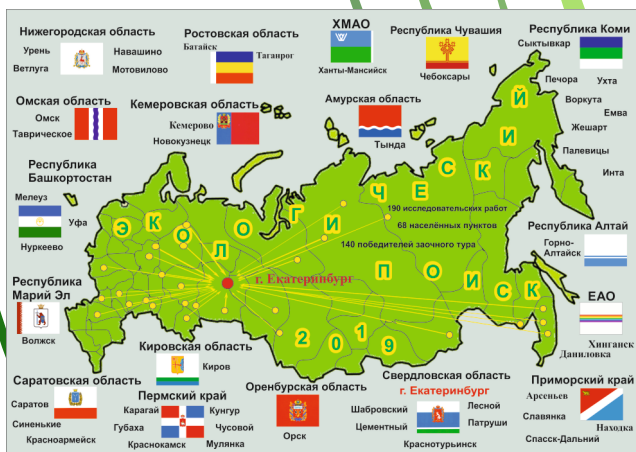 Нижегородская область
Урень Навашино
Ветлуга Мотовилово
Ростовская область
Батайск
Таганрог
ХМАО
Ханты-Мансийск
Республика Чувашия
Чебоксары
Республика Коми
Сыктывкар
Печора Ухта
Воркута
Емва
Жешарт
Палевицы
Инта
Омская область
Омск
Таврическое
Кемеровская область
Кемерово
Новокузнецк
Амурская область
Тында
Республика
Башкортостан
Мелеуз
Уфа
Нуркеево
ЭКОЛОГИЧЕСКИЙ
190 исследовательских работ
68 населённых пунктов
140 победителей заочного тура
ПОИСК
2019
г. Екатеринбург
Республика Алтай
Горно-
Алтайск
Республика
Марий Эл
Волжск
ЕАО
Хинганск
Даниловка
Кировская область
Киров
Саратовская область
Саратов
Синенькие
Красноармейск
Пермский край
Карагай Кунгур
Губаха Чусовой
Краснокамск Мулянка
Оренбургская область
Орск
Свердловская область
г. Екатеринбург
Шабровский Лесной
Цементный Патруши
Краснотурьинск
Приморский край
Арсеньев
Славянка
Находка
Спасск-Дальний